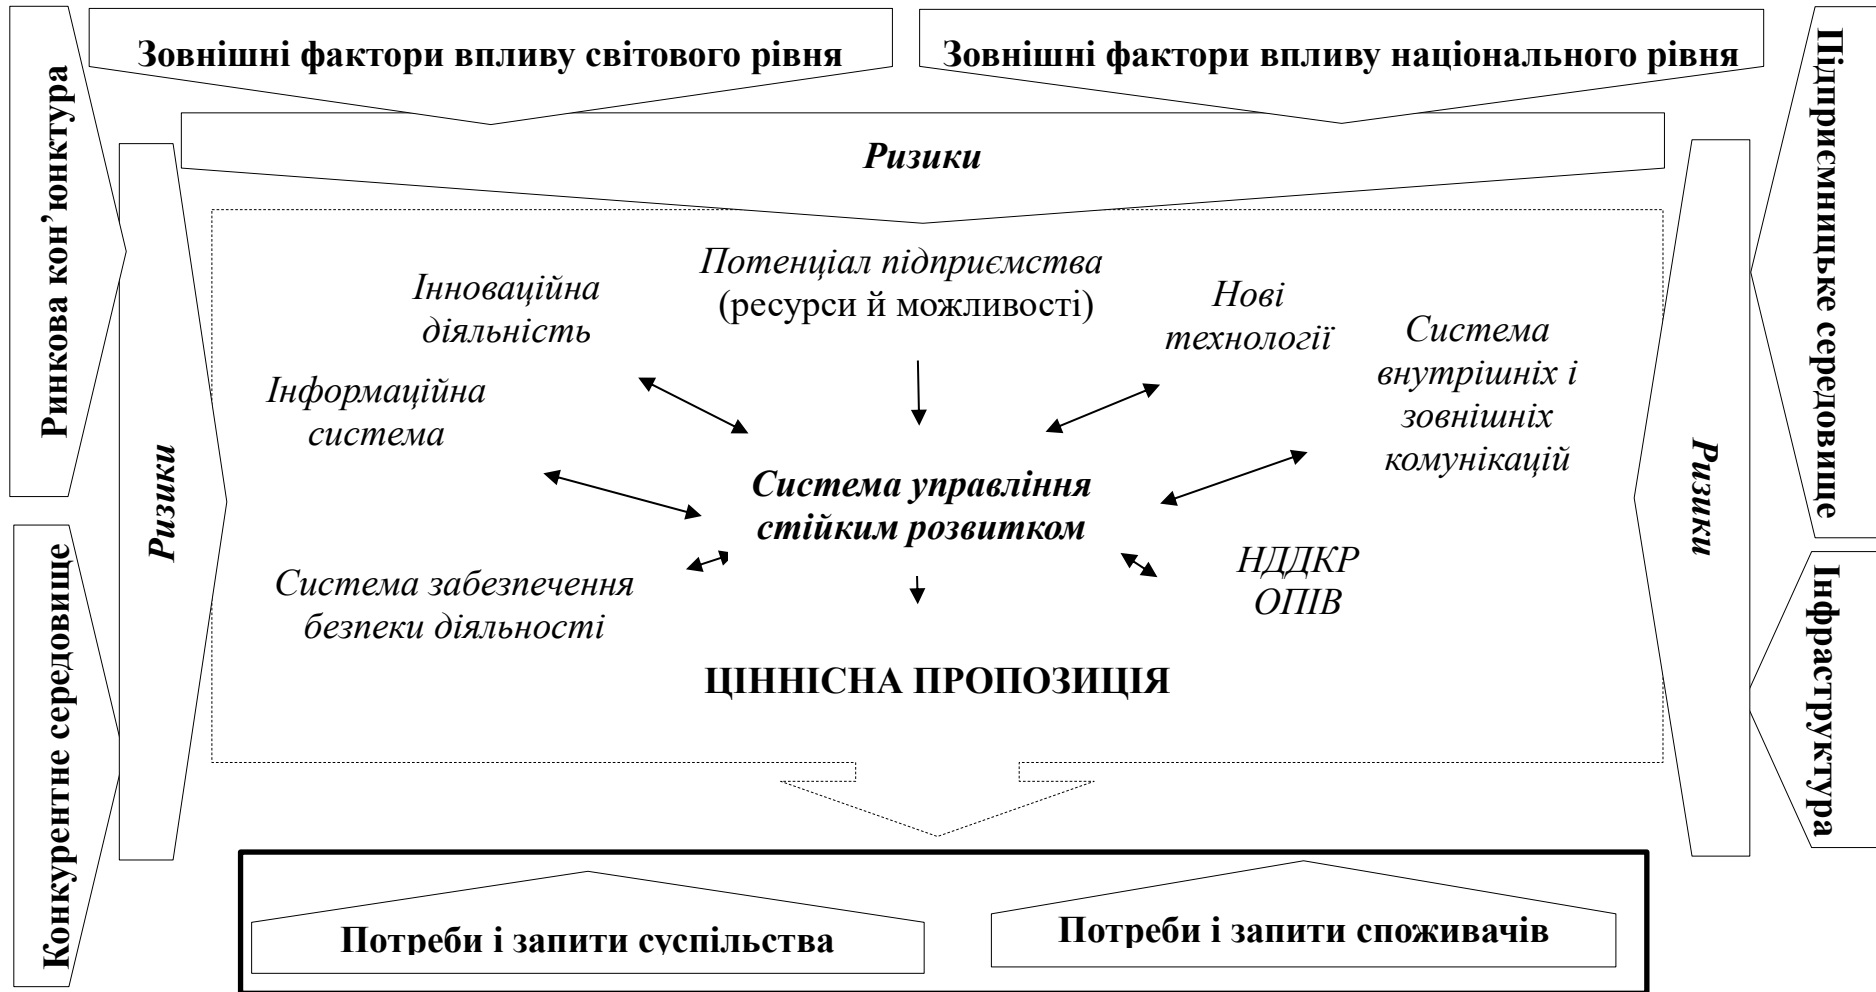 Зовнішні фактори впливу світового рівня
Зовнішні фактори впливу національного рівня
Ринкова кон’юнктура
Підприємницьке середовище
Ризики
Ризики
Ризики
Інноваційна
діяльність
Потенціал підприємства
(ресурси й можливості)
Нові
технології
Інформаційна
система
Система
внутрішніх і
зовнішніх
комунікацій
Система управління
стійким розвитком
Система забезпечення
безпеки діяльності
НДДКР
ОПІВ
ЦІННІСНА ПРОПОЗИЦІЯ
Конкурентне середовище
Інфраструктура
Потреби і запити суспільства
Потреби і запити споживачів